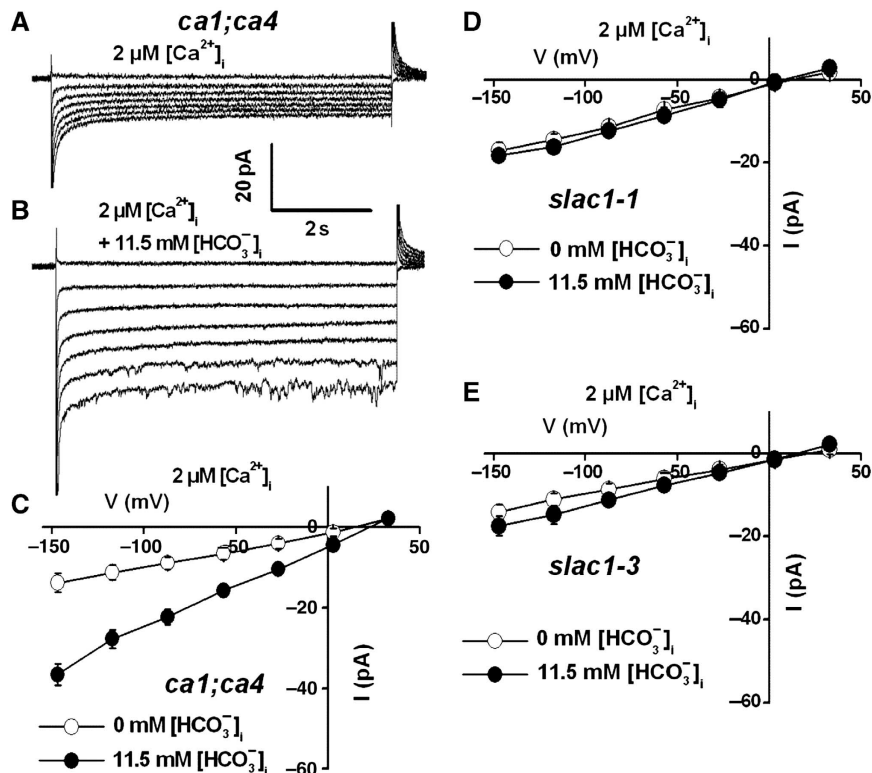 A
ca1;ca4
2 µM [Ca²⁺]ᵢ
20 pA
2 s
B
2 µM [Ca²⁺]ᵢ
+ 11.5 mM [HCO₃⁻]ᵢ
C
2 µM [Ca²⁺]ᵢ
V (mV)
−150
−100
−50
0
50
−20
−40
−60
I (pA)
ca1;ca4
0 mM [HCO₃⁻]ᵢ
11.5 mM [HCO₃⁻]ᵢ
D
2 µM [Ca²⁺]ᵢ
V (mV)
−150
−100
−50
0
50
−20
−40
−60
I (pA)
slac1-1
0 mM [HCO₃⁻]ᵢ
11.5 mM [HCO₃⁻]ᵢ
E
2 µM [Ca²⁺]ᵢ
V (mV)
−150
−100
−50
0
50
−20
−40
−60
I (pA)
slac1-3
0 mM [HCO₃⁻]ᵢ
11.5 mM [HCO₃⁻]ᵢ